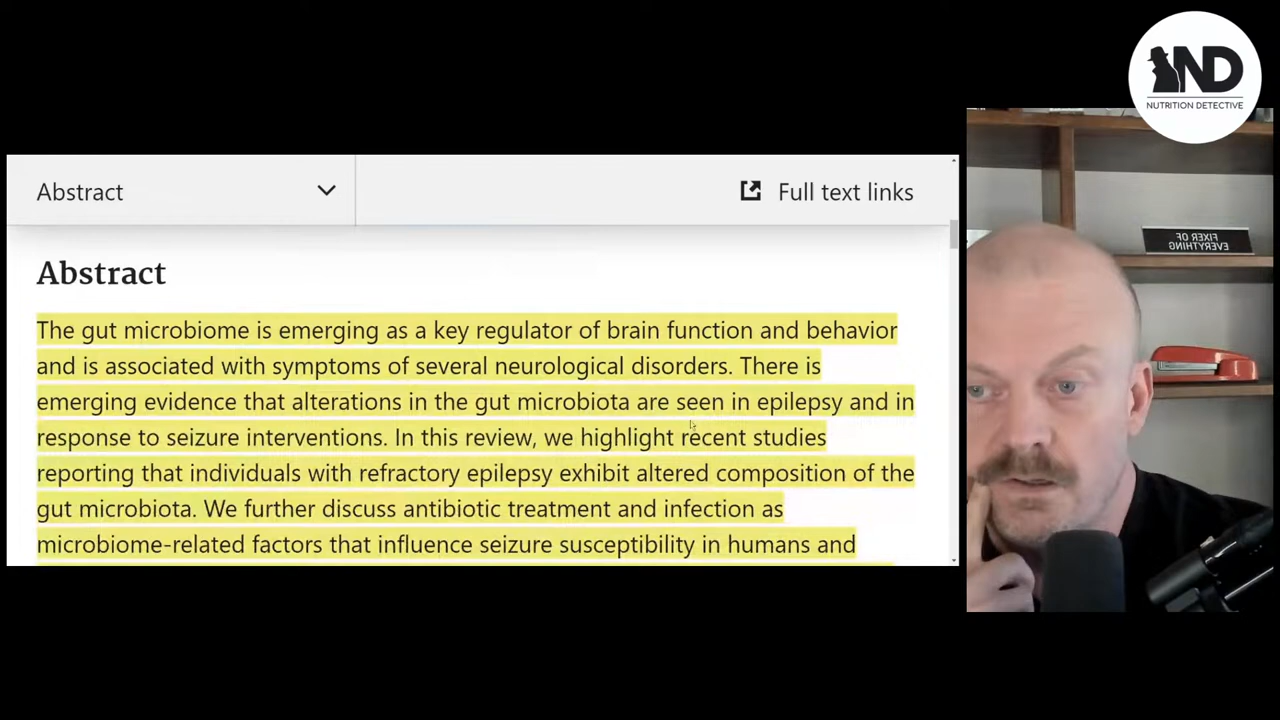 ND
NUTRITION DETECTIVE
Abstract
Full text links
Abstract
The gut microbiome is emerging as a key regulator of brain function and behavior
and is associated with symptoms of several neurological disorders. There is
emerging evidence that alterations in the gut microbiota are seen in epilepsy and in
response to seizure interventions. In this review, we highlight recent studies
reporting that individuals with refractory epilepsy exhibit altered composition of the
gut microbiota. We further discuss antibiotic treatment and infection as
microbiome-related factors that influence seizure susceptibility in humans and
FIXER OF
EVERYTHING